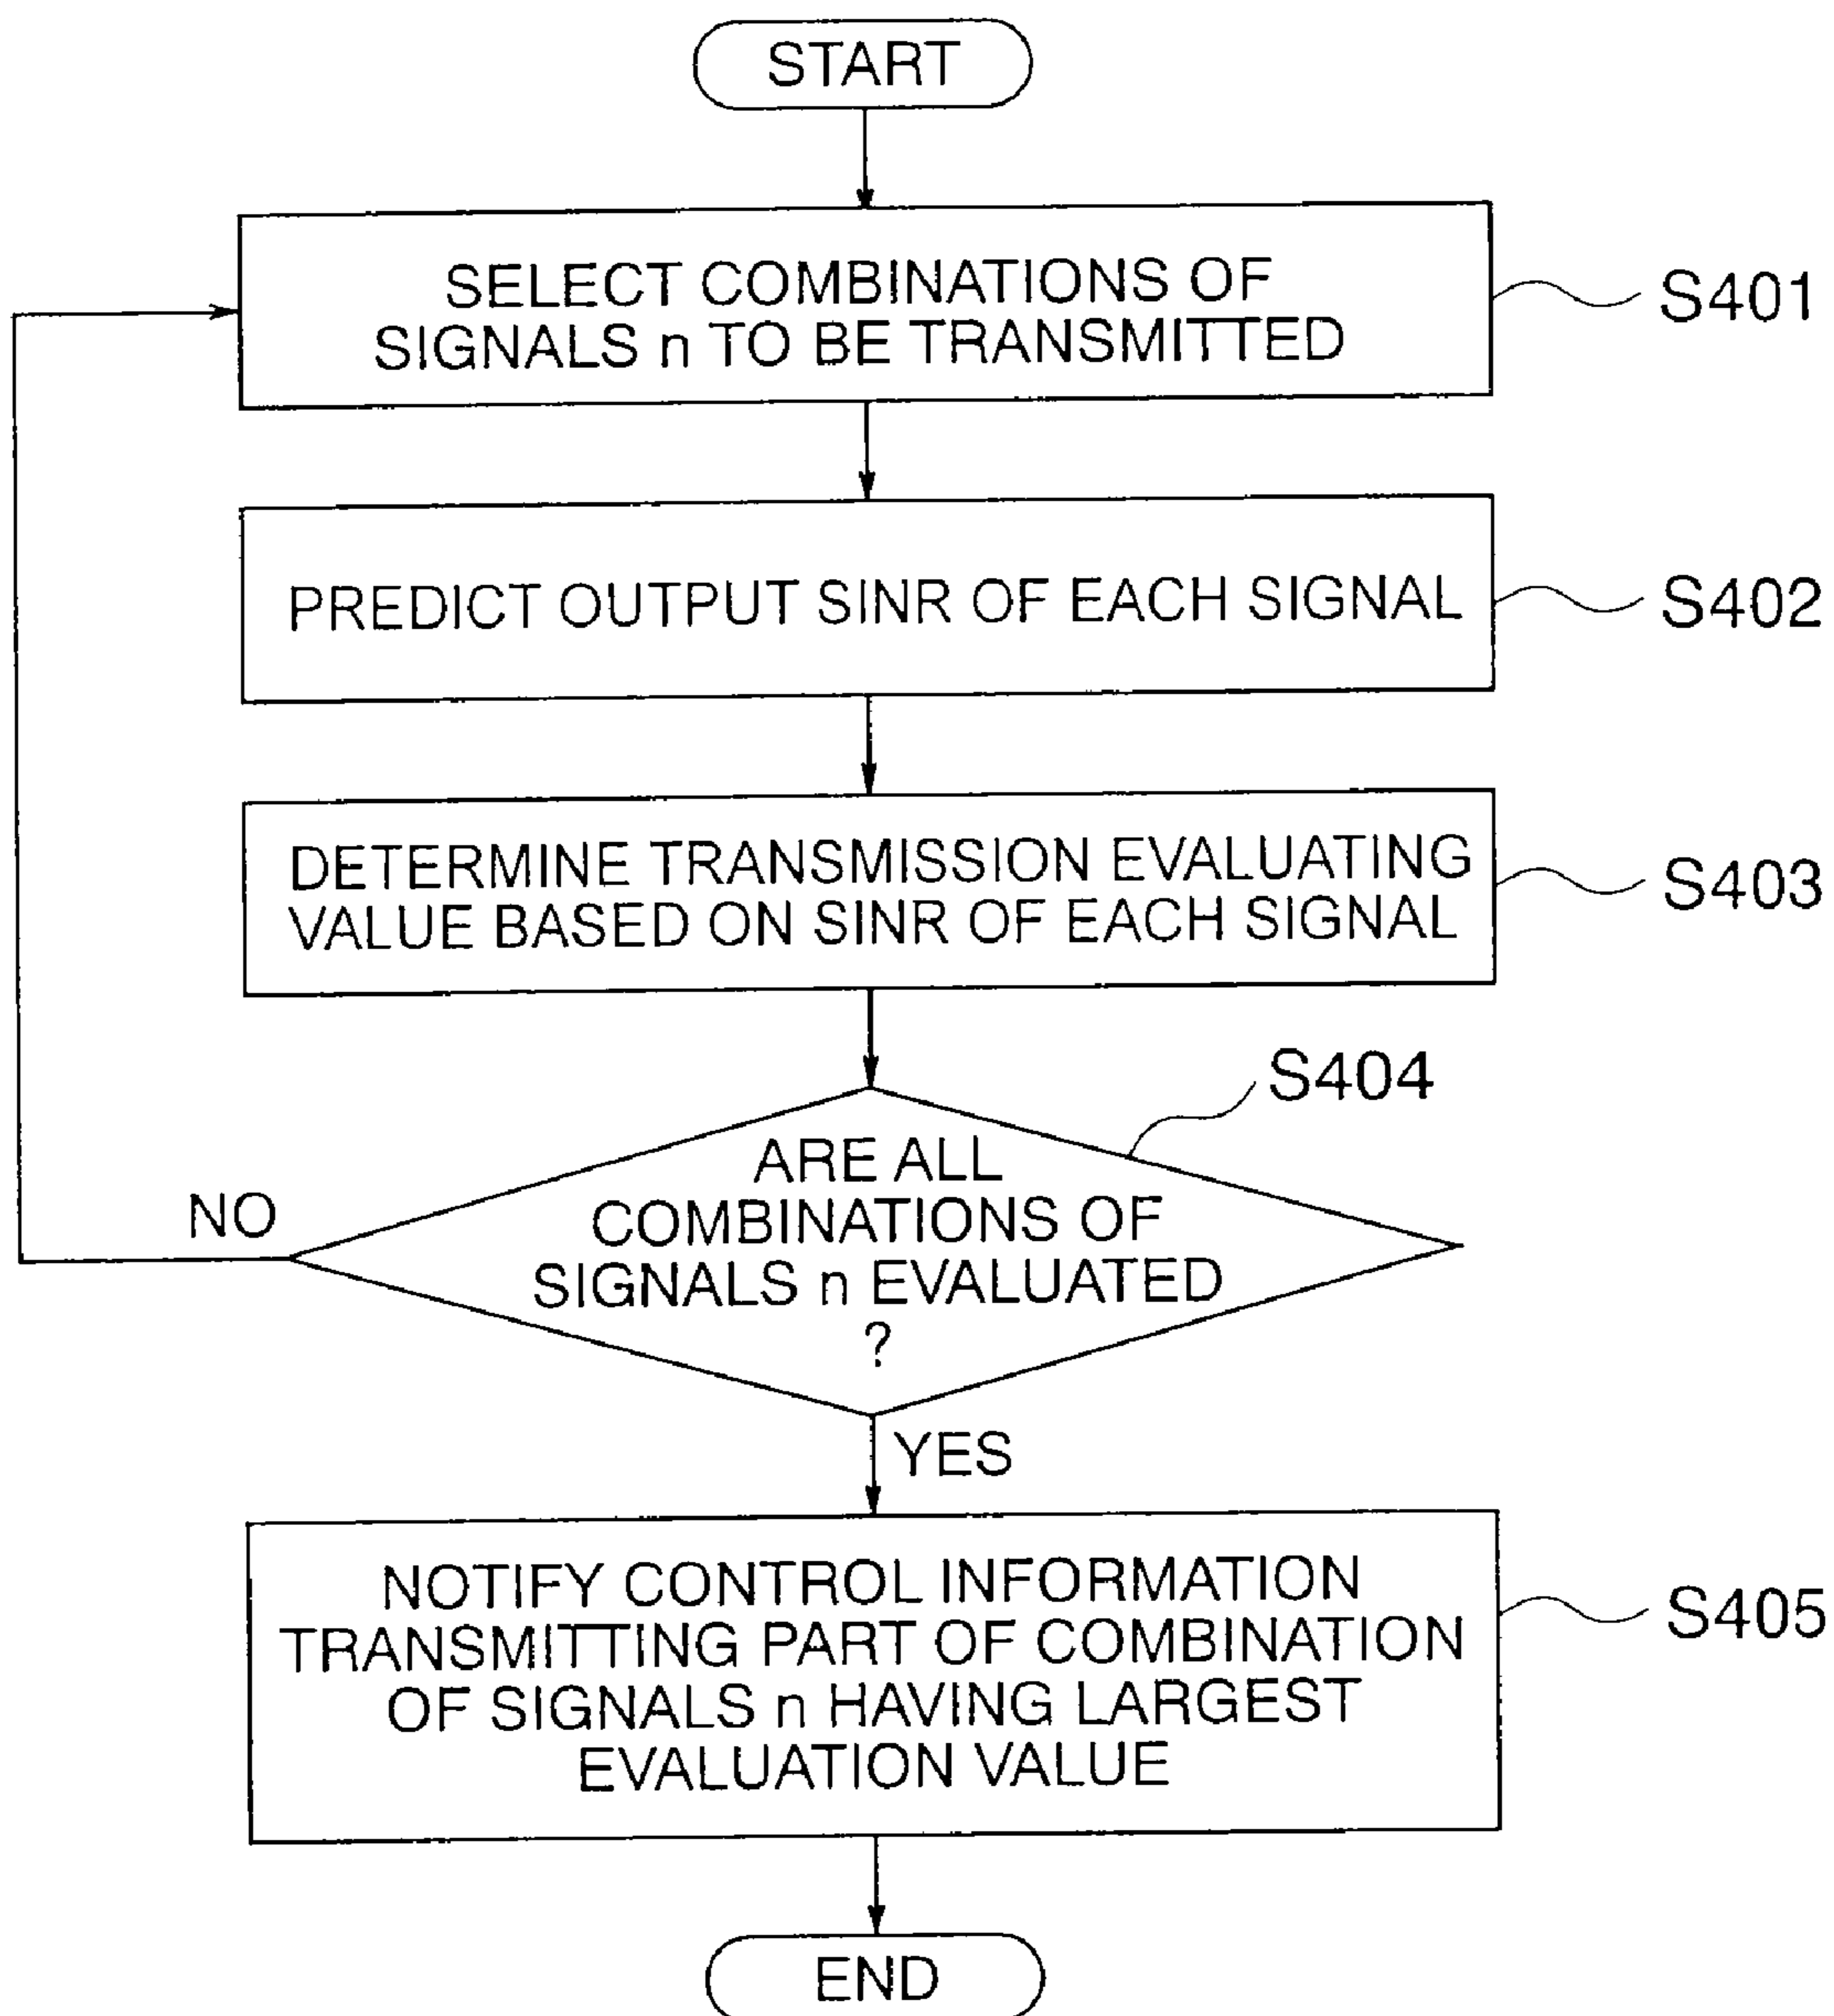 START
SELECT COMBINATIONS OF
SIGNALS n TO BE TRANSMITTED
S401
PREDICT OUTPUT SINR OF EACH SIGNAL
S402
DETERMINE TRANSMISSION EVALUATING
VALUE BASED ON SINR OF EACH SIGNAL
S403
S404
ARE ALL
COMBINATIONS OF
SIGNALS n EVALUATED
?
NO
YES
NOTIFY CONTROL INFORMATION
TRANSMITTING PART OF COMBINATION
OF SIGNALS n HAVING LARGEST
EVALUATION VALUE
S405
END